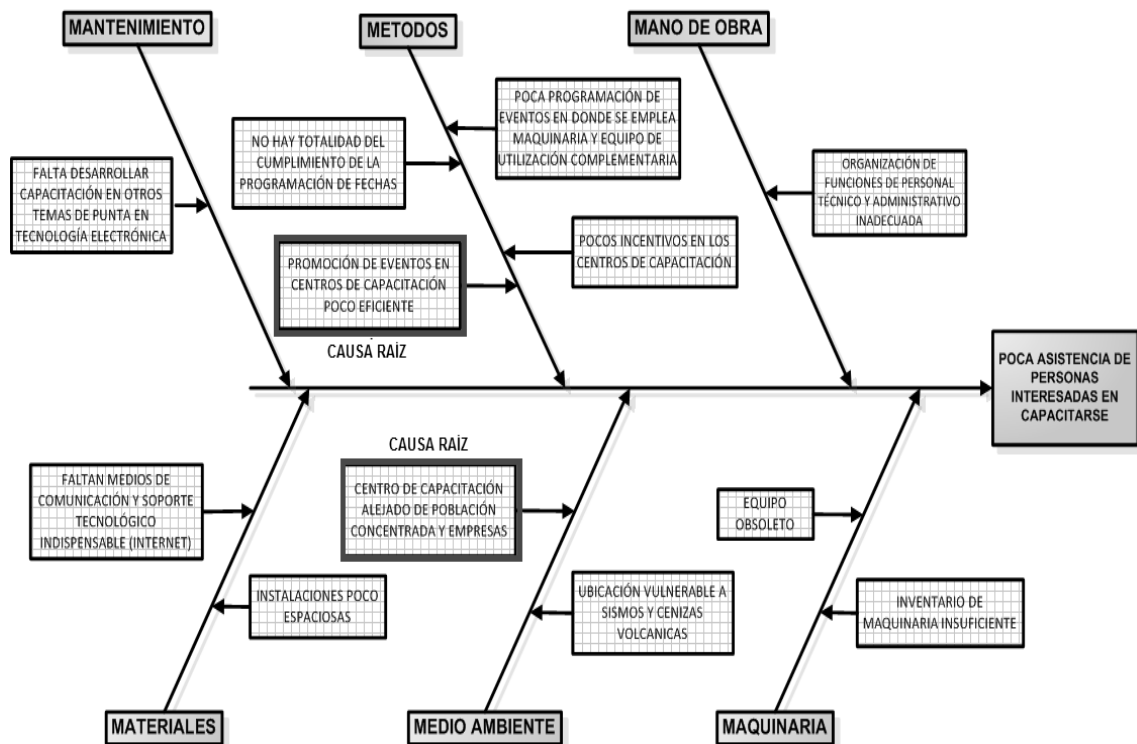 MANTENIMIENTO
METODOS
MANO DE OBRA
POCA PROGRAMACIÓN DE
EVENTOS EN DONDE SE EMPLEA
MAQUINARIA Y EQUIPO DE
UTILIZACIÓN COMPLEMENTARIA
NO HAY TOTALIDAD DEL
CUMPLIMIENTO DE LA
PROGRAMACIÓN DE FECHAS
FALTA DESARROLLAR
CAPACITACIÓN EN OTROS
TEMAS DE PUNTA EN
TECNOLOGÍA ELECTRÓNICA
ORGANIZACIÓN DE
FUNCIONES DE PERSONAL
TÉCNICO Y ADMINISTRATIVO
INADECUADA
POCOS INCENTIVOS EN LOS
CENTROS DE CAPACITACIÓN
PROMOCIÓN DE EVENTOS EN
CENTROS DE CAPACITACIÓN
POCO EFICIENTE
CAUSA RAÍZ
POCA ASISTENCIA DE
PERSONAS
INTERESADAS EN
CAPACITARSE
CAUSA RAÍZ
FALTAN MEDIOS DE
COMUNICACIÓN Y SOPORTE
TECNOLÓGICO
INDISPENSABLE (INTERNET)
CENTRO DE CAPACITACIÓN
ALEJADO DE POBLACIÓN
CONCENTRADA Y EMPRESAS
EQUIPO
OBSOLETO
INSTALACIONES POCO
ESPACIOSAS
UBICACIÓN VULNERABLE A
SISMOS Y CENIZAS
VOLCANICAS
INVENTARIO DE
MAQUINARIA INSUFICIENTE
MATERIALES
MEDIO AMBIENTE
MAQUINARIA